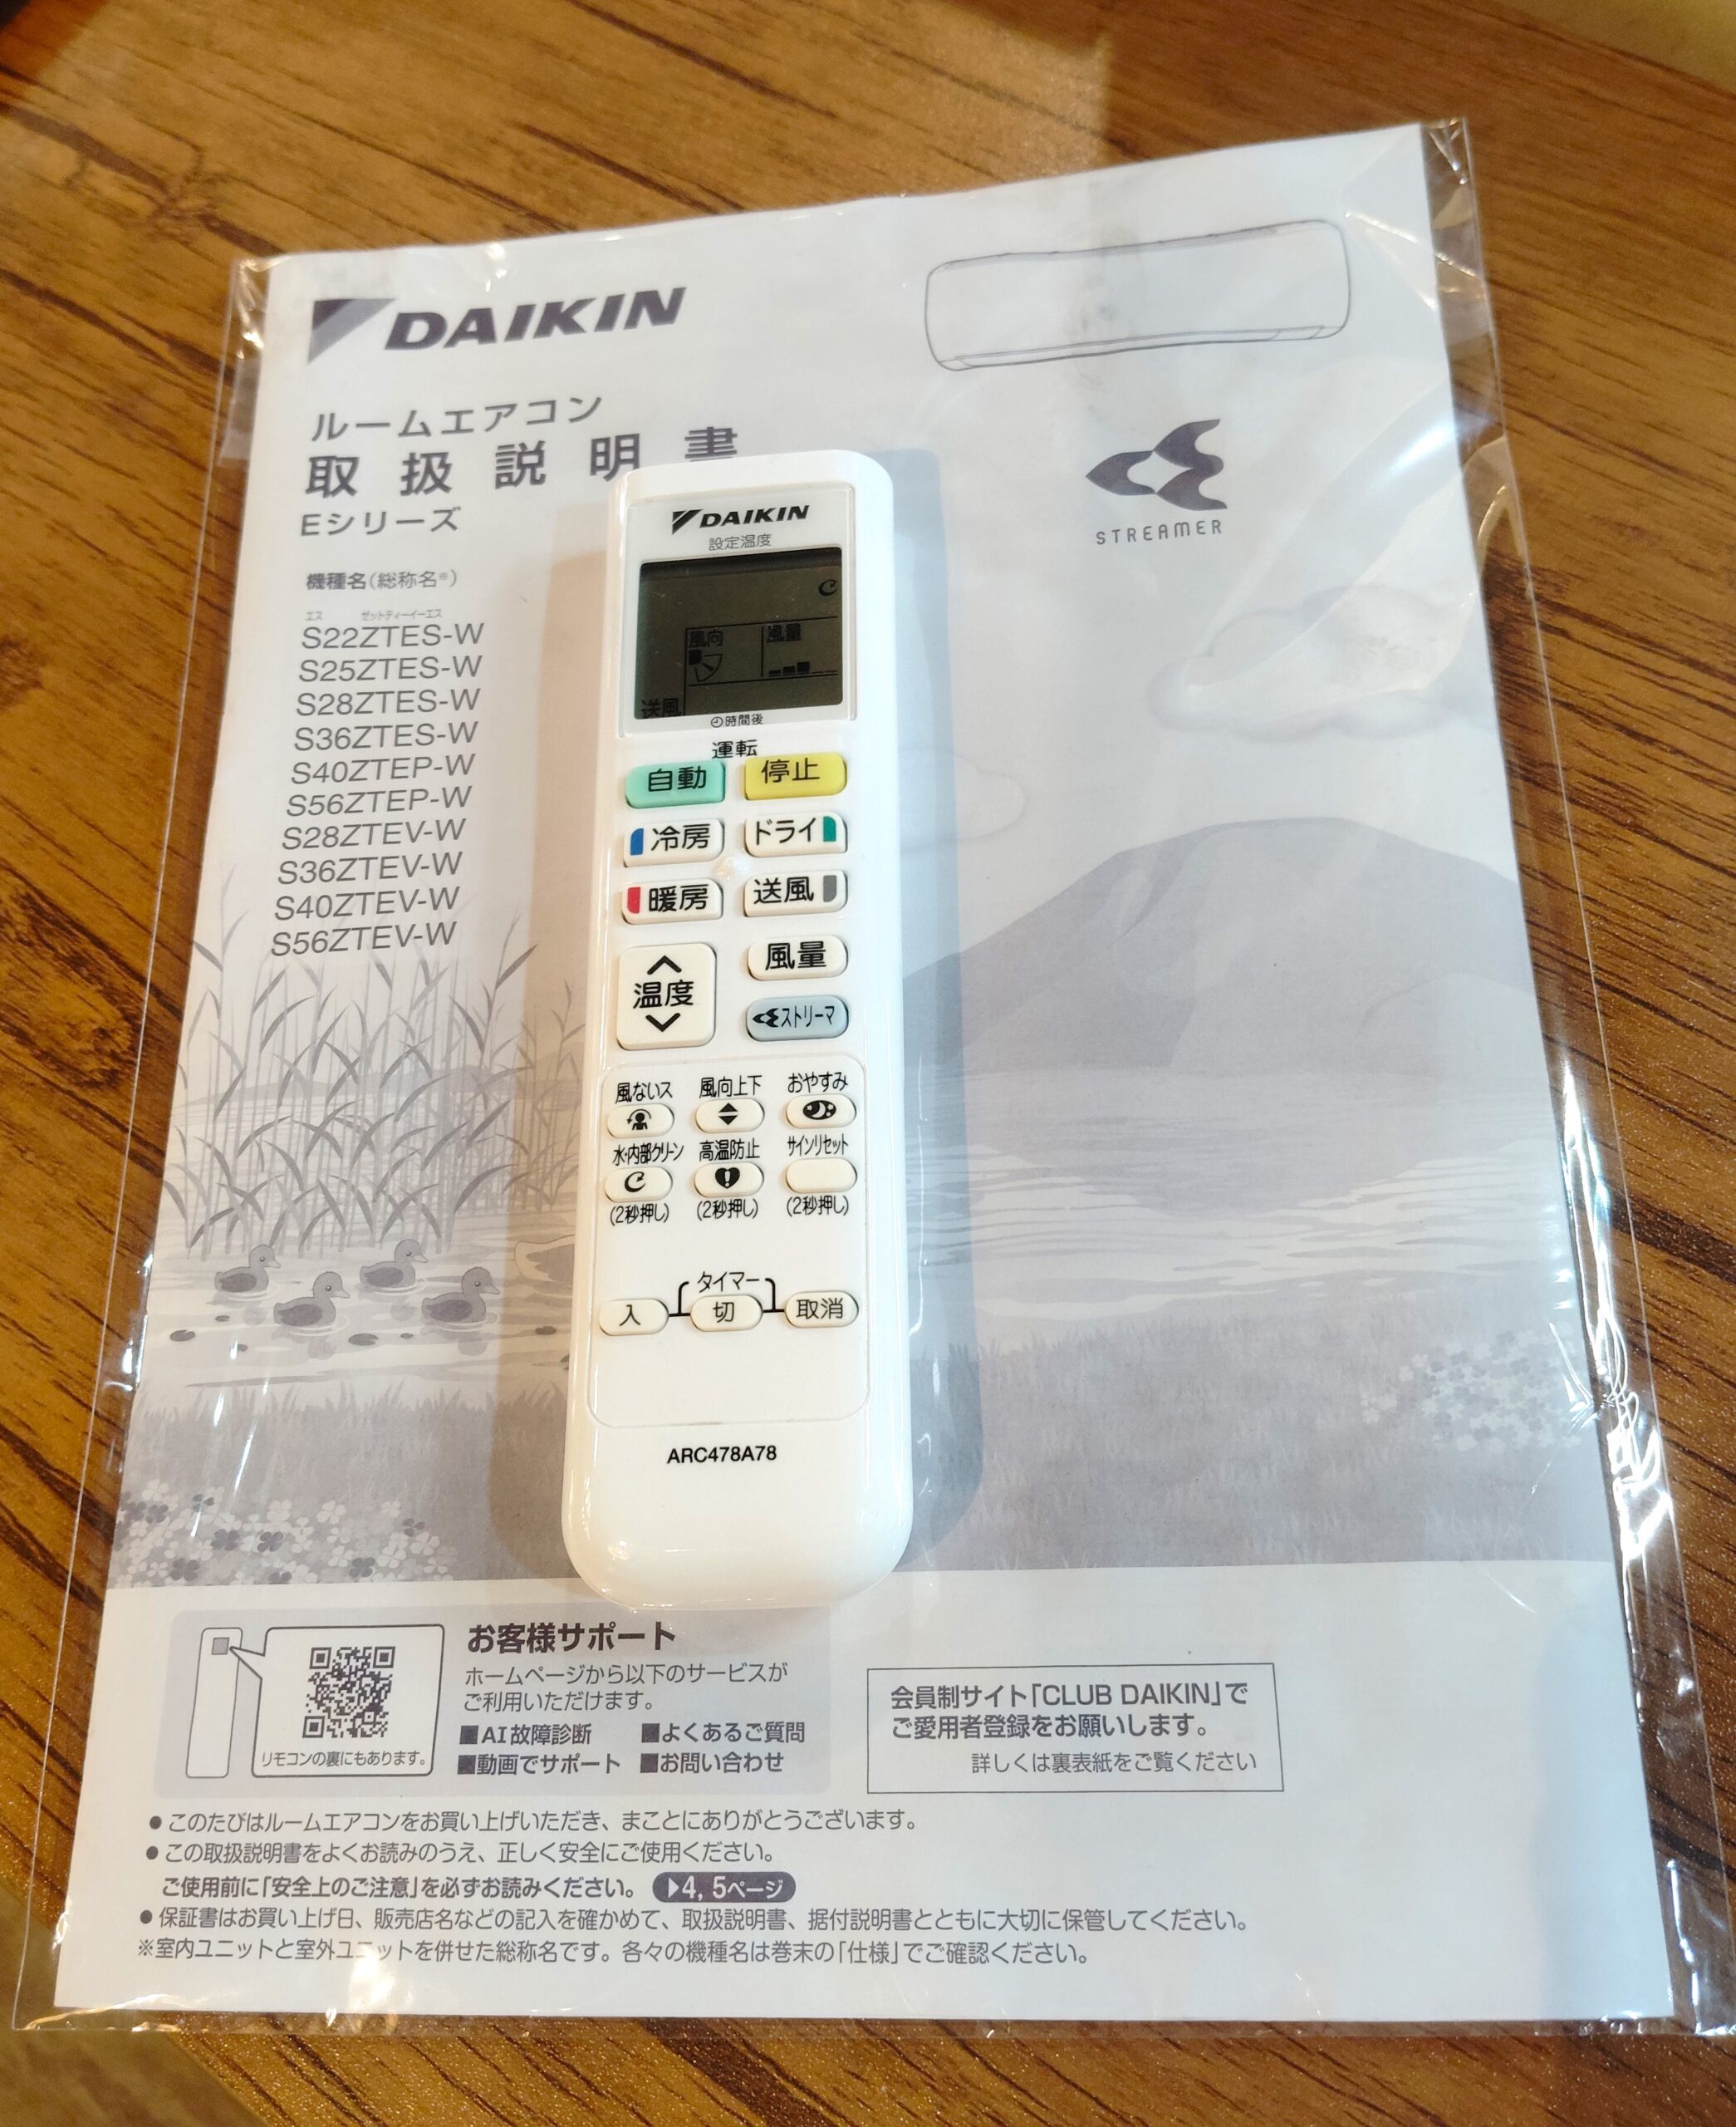 DAIKIN
ルームエアコン
取扱説明書
Eシリーズ
機種名(総称名※)
エス ゼットティーイーエス
S22ZTES-W
S25ZTES-W
S28ZTES-W
S36ZTES-W
S40ZTEP-W
S56ZTEP-W
S28ZTEV-W
S36ZTEV-W
S40ZTEV-W
S56ZTEV-W
STREAMER
DAIKIN
設定温度
風向 風量
送風
時間後
運転
自動 停止
冷房 ドライ
暖房 送風
風量
温度
ストリーマ
風ないス 風向上下 おやすみ
水内部クリン 高温防止 サインリセット
(2秒押し) (2秒押し) (2秒押し)
タイマー
入 切 取消
ARC478A78
お客様サポート
ホームページから以下のサービスが
ご利用いただけます。
■AI故障診断 ■よくあるご質問
■動画でサポート ■お問い合わせ
リモコンの裏にもあります。
会員制サイト「CLUB DAIKIN」で
ご愛用者登録をお願いします。
詳しくは裏表紙をご覧ください
●このたびはルームエアコンをお買い上げいただき、まことにありがとうございます。
●この取扱説明書をよくお読みのうえ、正しく安全にご使用ください。
ご使用前に「安全上のご注意」を必ずお読みください。 ▶4, 5ページ
●保証書はお買い上げ日、販売店名などの記入を確かめて、取扱説明書、据付説明書とともに大切に保管してください。
※室内ユニットと室外ユニットを併せた総称名です。各々の機種名は巻末の「仕様」でご確認ください。